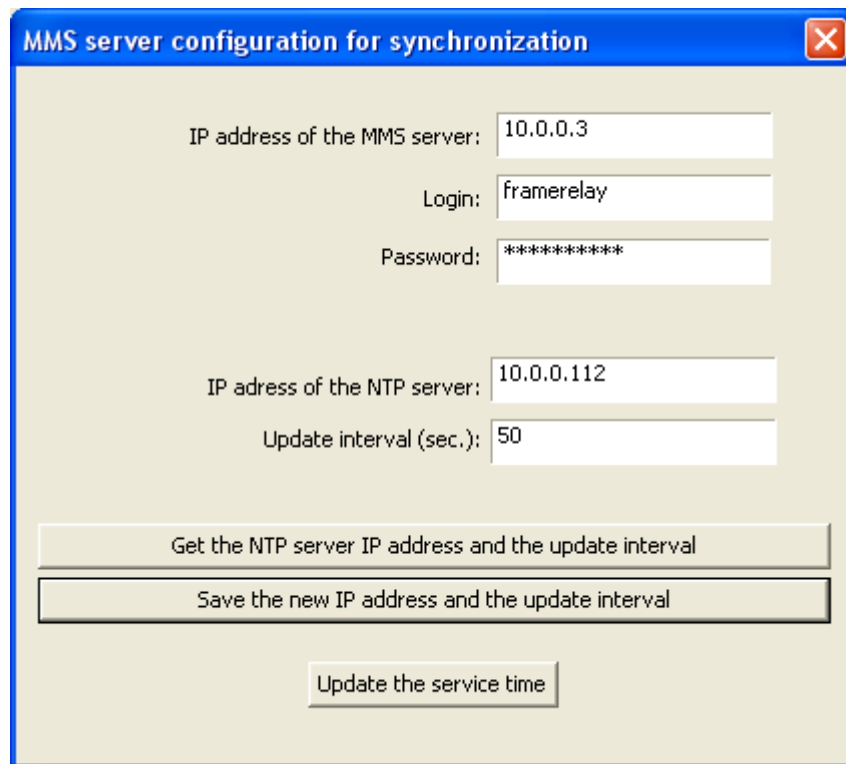 MMS server configuration for synchronization
IP address of the MMS server: 10.0.0.3
Login: framerelay
Password: **********
IP adress of the NTP server: 10.0.0.112
Update interval (sec.): 50
Get the NTP server IP address and the update interval
Save the new IP address and the update interval
Update the service time